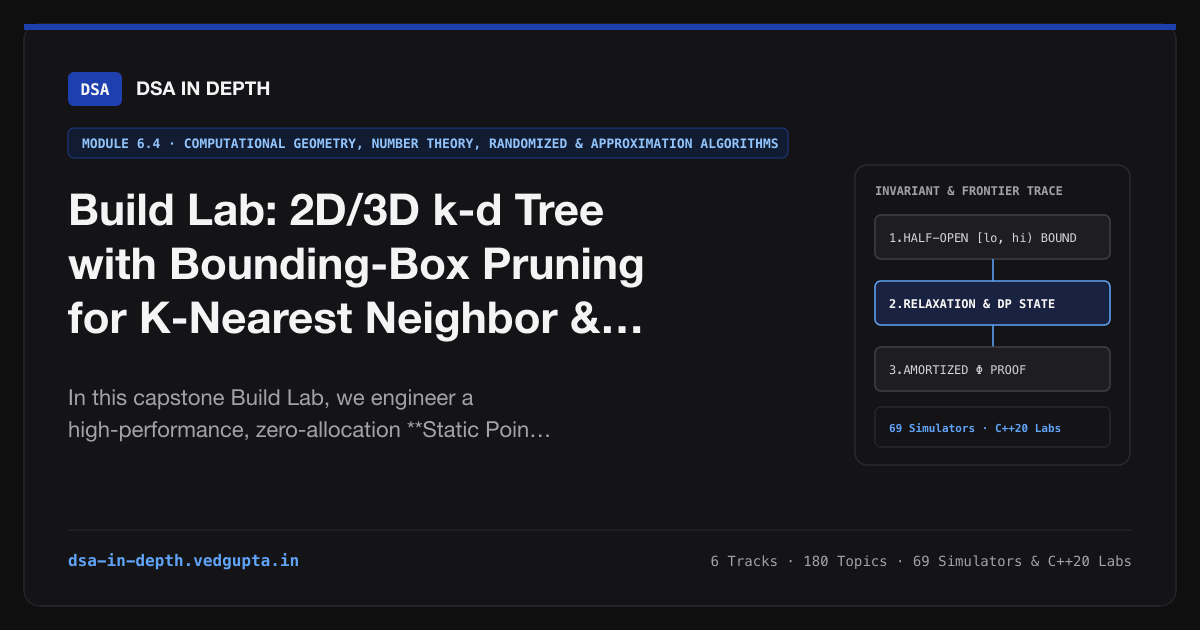 DSA
DSA IN DEPTH
MODULE 6.4 · COMPUTATIONAL GEOMETRY, NUMBER THEORY, RANDOMIZED & APPROXIMATION ALGORITHMS
Build Lab: 2D/3D k-d Tree
with Bounding-Box Pruning
for K-Nearest Neighbor &...
In this capstone Build Lab, we engineer a
high-performance, zero-allocation **Static Poin...
INVARIANT & FRONTIER TRACE
1.HALF-OPEN [lo, hi) BOUND
2.RELAXATION & DP STATE
3.AMORTIZED Φ PROOF
69 Simulators · C++20 Labs
dsa-in-depth.vedgupta.in
6 Tracks · 180 Topics · 69 Simulators & C++20 Labs